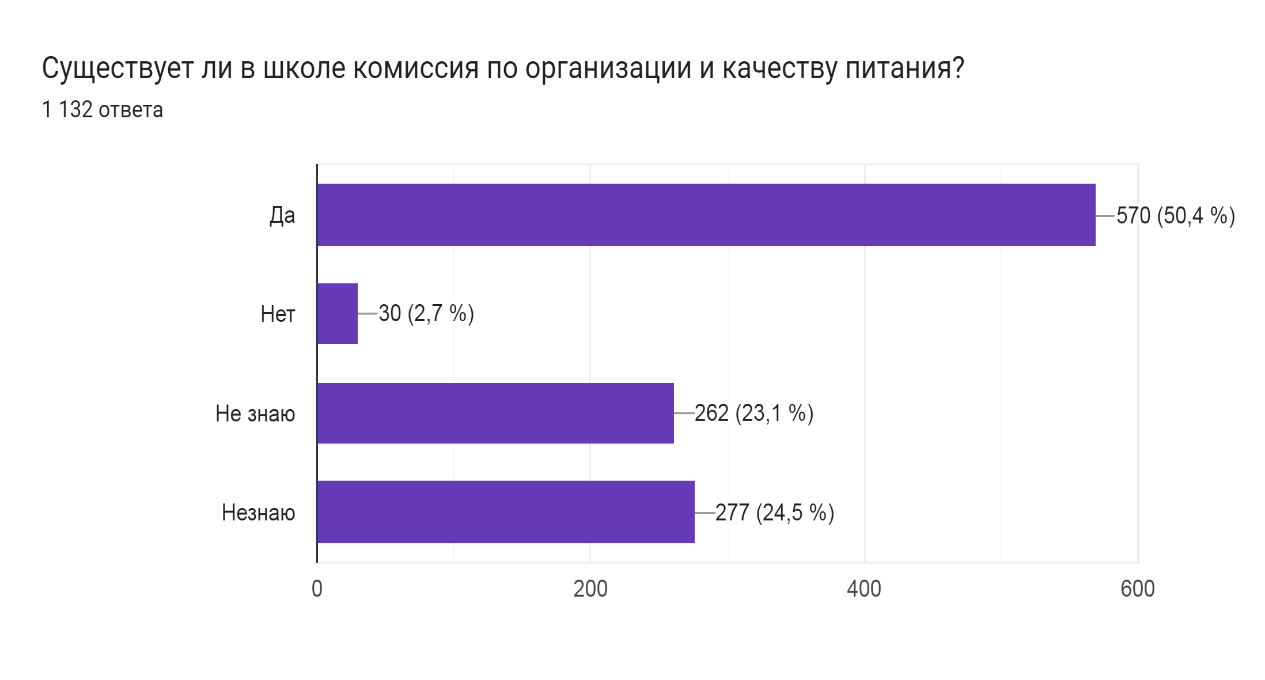 Существует ли в школе комиссия по организации и качеству питания?
1 132 ответа
Да
570 (50,4 %)
Нет
30 (2,7 %)
Не знаю
262 (23,1 %)
Незнаю
277 (24,5 %)
0
200
400
600